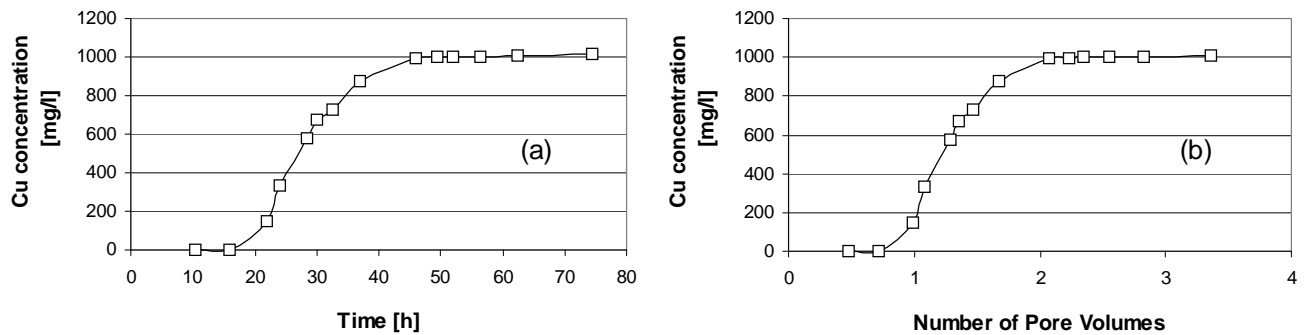 Cu concentration
[mg/l]
1200
1000
800
600
400
200
0
(a)
0 10 20 30 40 50 60 70 80
Time [h]
Cu concentration
[mg/l]
1200
1000
800
600
400
200
0
(b)
0 1 2 3 4
Number of Pore Volumes